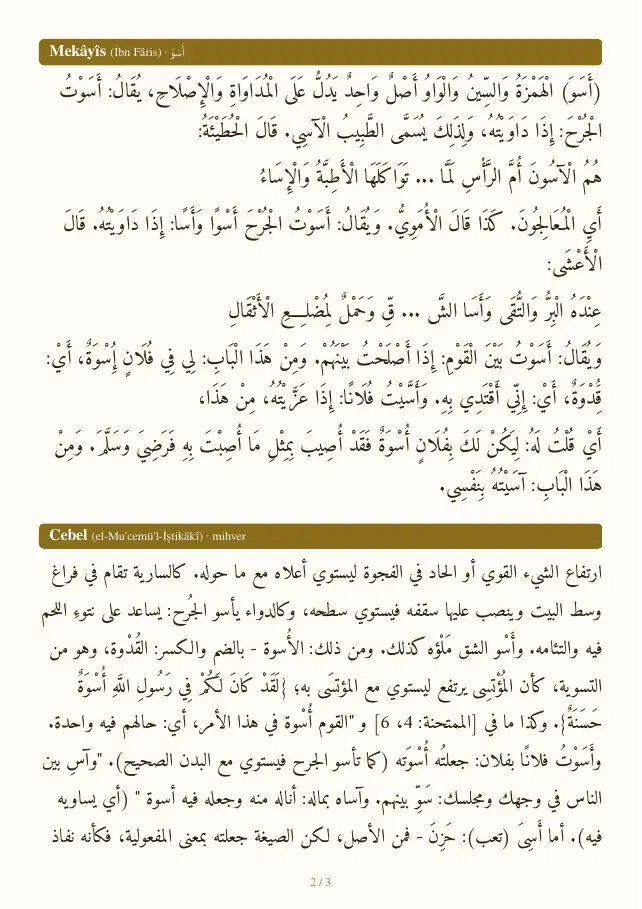 Mekâyîs (İbn Fâris) · أَسَوَ
(أَسَوَ) الْهَمْزَةُ وَالسِّينُ وَالْوَاوُ أَصْلٌ وَاحِدٌ يَدُلُّ عَلَى الْمُدَاوَاةِ وَالْإِصْلَاحِ، يُقَالُ: أَسَوْتُ
الْجُرْحَ: إِذَا دَاوَيْتُهُ، وَلِذَلِكَ يُسَمَّى الطَّبِيبُ الْآسِي. قَالَ الْحُطَيْئَةُ:
هُمُ الْآسُونَ أُمَّ الرَّأْسِ لَمَّا ... تَوَاكَلَهَا الْأَطِبَّةُ وَالْإِسَاءُ
أَيِ الْمُعَالِجُونَ. كَذَا قَالَ الْأُمَوِيُّ. وَيُقَالُ: أَسَوْتُ الْجُرْحَ أَسْوًا وَأَسًا: إِذَا دَاوَيْتُهُ. قَالَ
الْأَعْشَى:
عِنْدَهُ الْبِرُّ وَالتُّقَى وَأَسَا الشَّ ... قِّ وَحَمْلٌ لِمُضْلِـــعِ الْأَثْقَالِ
وَيُقَالُ: أَسَوْتُ بَيْنَ الْقَوْمِ: إِذَا أَصْلَحْتُ بَيْنَهُمْ. وَمِنْ هَذَا الْبَابِ: لِي فِي فُلَانٍ إِسْوَةٌ، أَيْ:
قُِدْوَةٌ، أَيْ: إِنِّي أَقْتَدِي بِهِ. وَأَسَّيْتُ فُلَانًا: إِذَا عَزَّيْتُهُ، مِنْ هَذَا،
أَيْ قُلْتُ لَهُ: لِيَكُنْ لَكَ بِفُلَانٍ أُسْوَةٌ فَقَدْ أُصِيبَ بِمِثْلِ مَا أُصِبْتَ بِهِ فَرَضِيَ وَسَلَّمَ. وَمِنْ
هَذَا الْبَابِ: آسَيْتُهُ بِنَفْسِي.
Cebel (el-Mu'cemü'l-İştikâkî) · mihver
ارتفاع الشيء القوي أو الحاد في الفجوة ليستوي أعلاه مع ما حوله. كالسارية تقام في فراغ
وسط البيت وينصب عليها سقفه فيستوي سطحه، وكالدواء يأسو الجُرح: يساعد على نتوء اللحم
فيه والتئامه. وأَسْو الشق مَلْؤه كذلك. ومن ذلك: الأُسوة - بالضم والكسر: القُدْوة، وهو من
التسوية، كأن المُؤْتسِى يرتفع ليستوي مع المؤتسَى به؛ {لَقَدْ كَانَ لَكُمْ فِي رَسُولِ اللَّهِ أُسْوَةٌ
حَسَنَةٌ}. وكذا ما في [الممتحنة: 4، 6] و "القوم أُسْوة في هذا الأمر، أي: حالهم فيه واحدة.
وأَسَوْتُ فلانًا بفلان: جعلتُه أُسْوَته (كما تأسو الجرح فيستوي مع البدن الصحيح). "وآسِ بين
الناس في وجهك ومجلسك: سَوِّ بينهم. وآساه بماله: أناله منه وجعله فيه أسوة " (أي يساويه
فيه). أما أَسِىَ (تعب): حَزِنَ - فمن الأصل، لكن الصيغة جعلته بمعنى المفعولية، فكأنه نفاذ
2 / 3